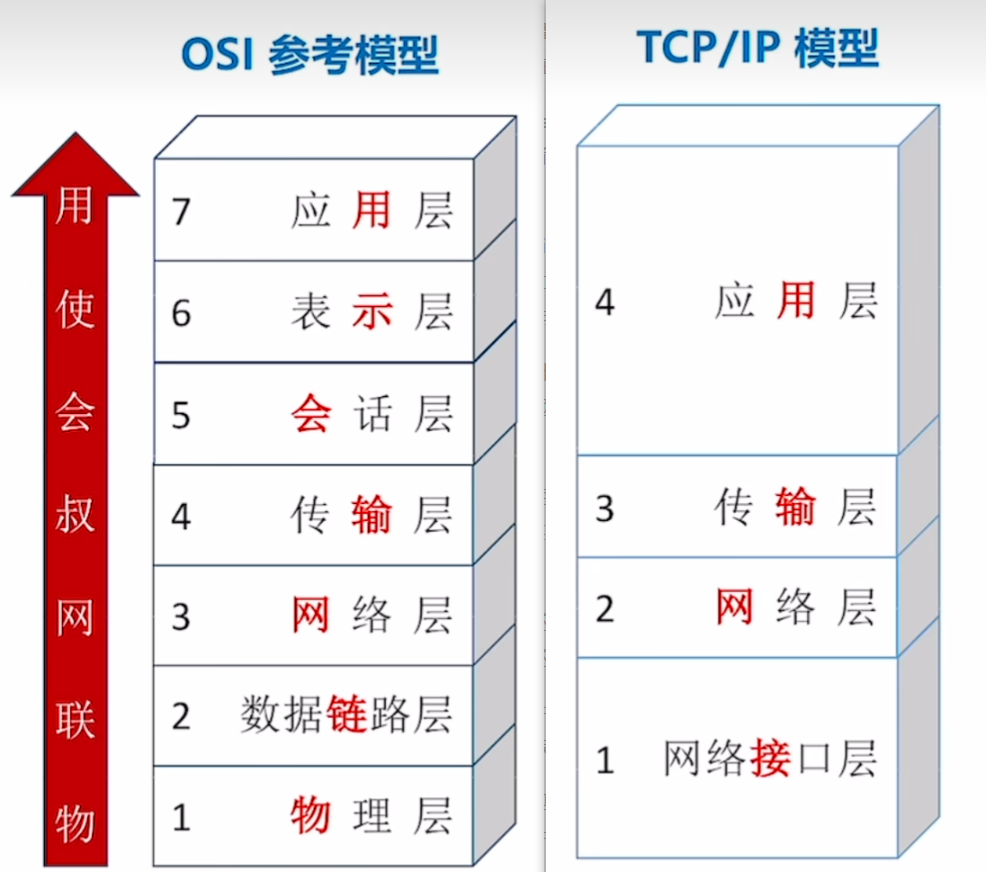 OSI 参考模型
用
使
会
叔
网
联
物
7 应用层
6 表示层
5 会话层
4 传输层
3 网络层
2 数据链路层
1 物理层
TCP/IP 模型
4 应用层
3 传输层
2 网络层
1 网络接口层